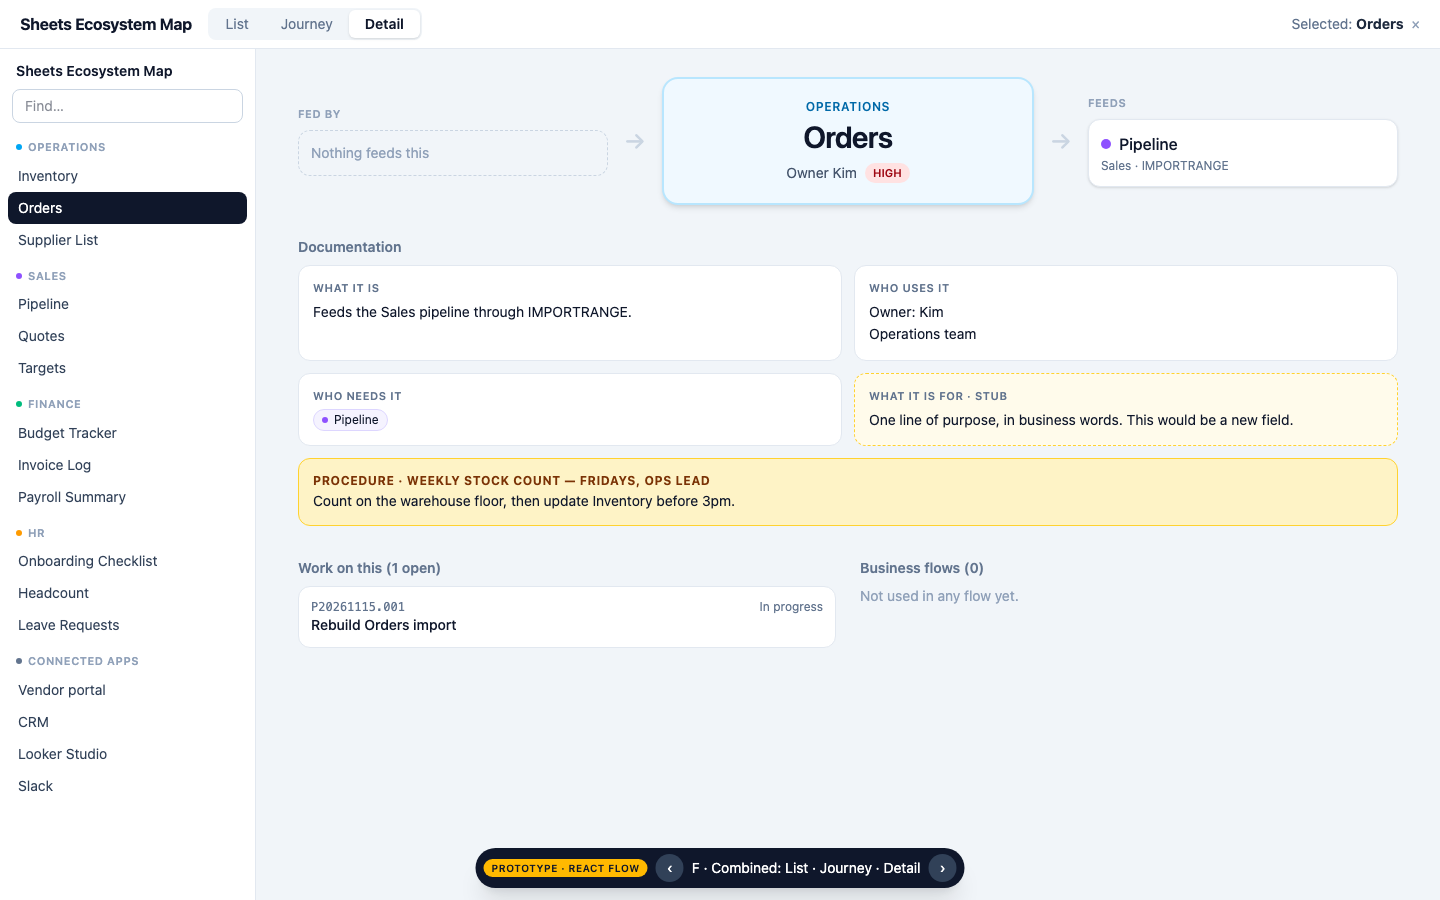 Sheets Ecosystem Map
List
Journey
Detail
Selected: Orders ×
Sheets Ecosystem Map
Find...
OPERATIONS
Inventory
Orders
Supplier List
SALES
Pipeline
Quotes
Targets
FINANCE
Budget Tracker
Invoice Log
Payroll Summary
HR
Onboarding Checklist
Headcount
Leave Requests
CONNECTED APPS
Vendor portal
CRM
Looker Studio
Slack
FED BY
Nothing feeds this
→
OPERATIONS
Orders
Owner Kim HIGH
→
FEEDS
Pipeline
Sales · IMPORTRANGE
Documentation
WHAT IT IS
Feeds the Sales pipeline through IMPORTRANGE.
WHO USES IT
Owner: Kim
Operations team
WHO NEEDS IT
Pipeline
WHAT IT IS FOR · STUB
One line of purpose, in business words. This would be a new field.
PROCEDURE · WEEKLY STOCK COUNT — FRIDAYS, OPS LEAD
Count on the warehouse floor, then update Inventory before 3pm.
Work on this (1 open)
P20261115.001 In progress
Rebuild Orders import
Business flows (0)
Not used in any flow yet.
PROTOTYPE · REACT FLOW ‹ F · Combined: List · Journey · Detail ›